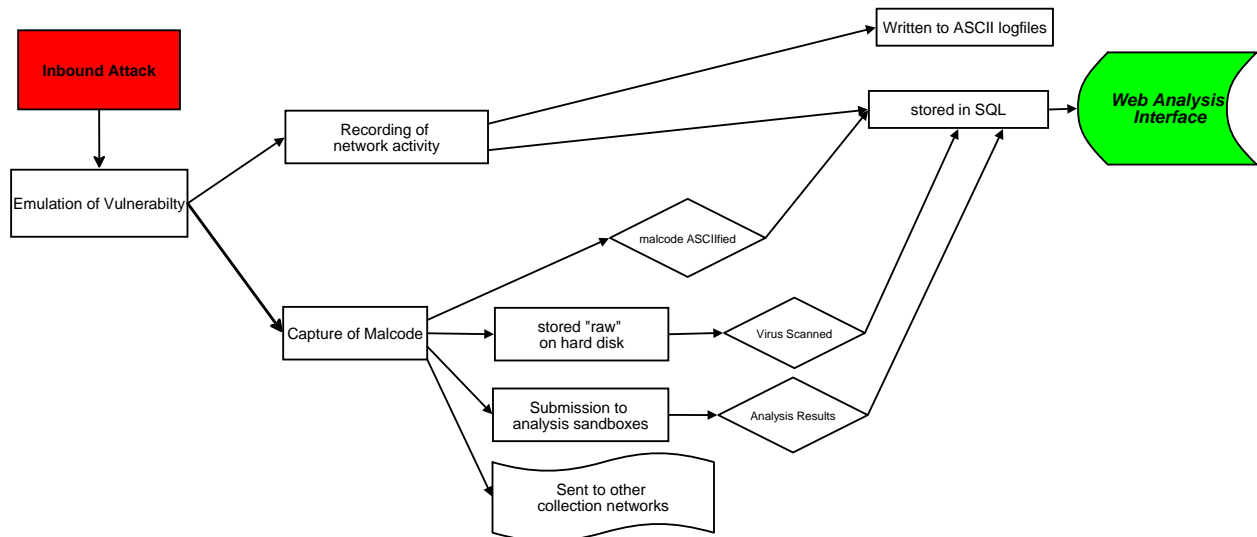 Written to ASCII logfiles
Inbound Attack
stored in SQL
Web Analysis
Interface
Recording of
network activity
Emulation of Vulnerabilty
malcode ASCIIfied
Capture of Malcode
stored "raw"
on hard disk
Virus Scanned
Submission to
analysis sandboxes
Analysis Results
Sent to other
collection networks